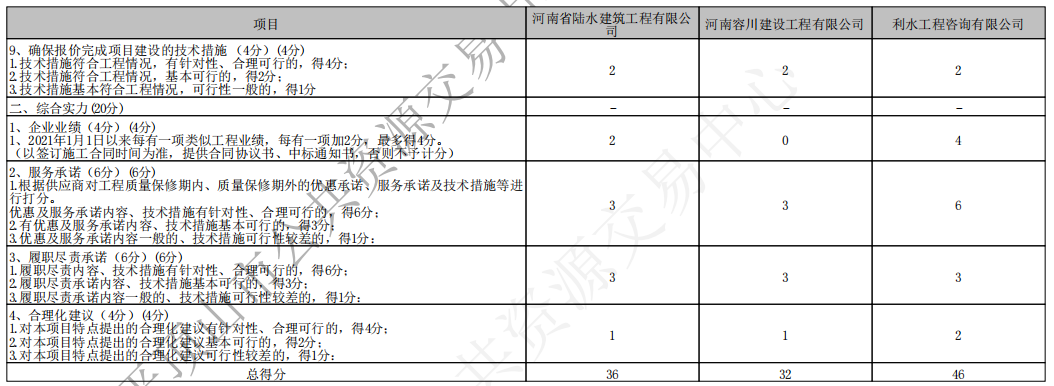 项目 河南省陆水建筑工程有限公司 河南容川建设工程有限公司 利水工程咨询有限公司
9、确保报价完成项目建设的技术措施（4分）(4分)
1.技术措施符合工程情况，有针对性、合理可行的，得4分；
2.技术措施符合工程情况，基本可行的，得2分；
3.技术措施基本符合工程情况，可行性一般的，得1分
2 2 2
二、综合实力(20分) - - -
1、企业业绩（4分）(4分)
1、2021年1月1日以来每有一项类似工程业绩，每有一项加2分，最多得4分。
（以签订施工合同时间为准，提供合同协议书、中标通知书，否则不予计分）
2 0 4
2、服务承诺（6分）(6分)
1.根据供应商对工程质量保修期内、质量保修期外的优惠承诺、服务承诺及技术措施等进
行打分。
优惠及服务承诺内容、技术措施有针对性、合理可行的，得6分；
2.有优惠及服务承诺内容、技术措施基本可行的，得3分；
3.优惠及服务承诺内容一般的、技术措施可行性较差的，得1分：
3 3 6
3、履职尽责承诺（6分）(6分)
1.履职尽责内容、技术措施有针对性、合理可行的，得6分；
2.履职尽责承诺内容、技术措施基本可行的，得3分；
3.履职尽责承诺内容一般的、技术措施可行性较差的，得1分：
3 3 3
4、合理化建议（4分）(4分)
1.对本项目特点提出的合理化建议有针对性、合理可行的，得4分；
2.对本项目特点提出的合理化建议基本可行的，得2分；
3.对本项目特点提出的合理化建议可行性较差的，得1分：
1 1 2
总得分 36 32 46
平顶山市公共资源交易
共资源交易中心